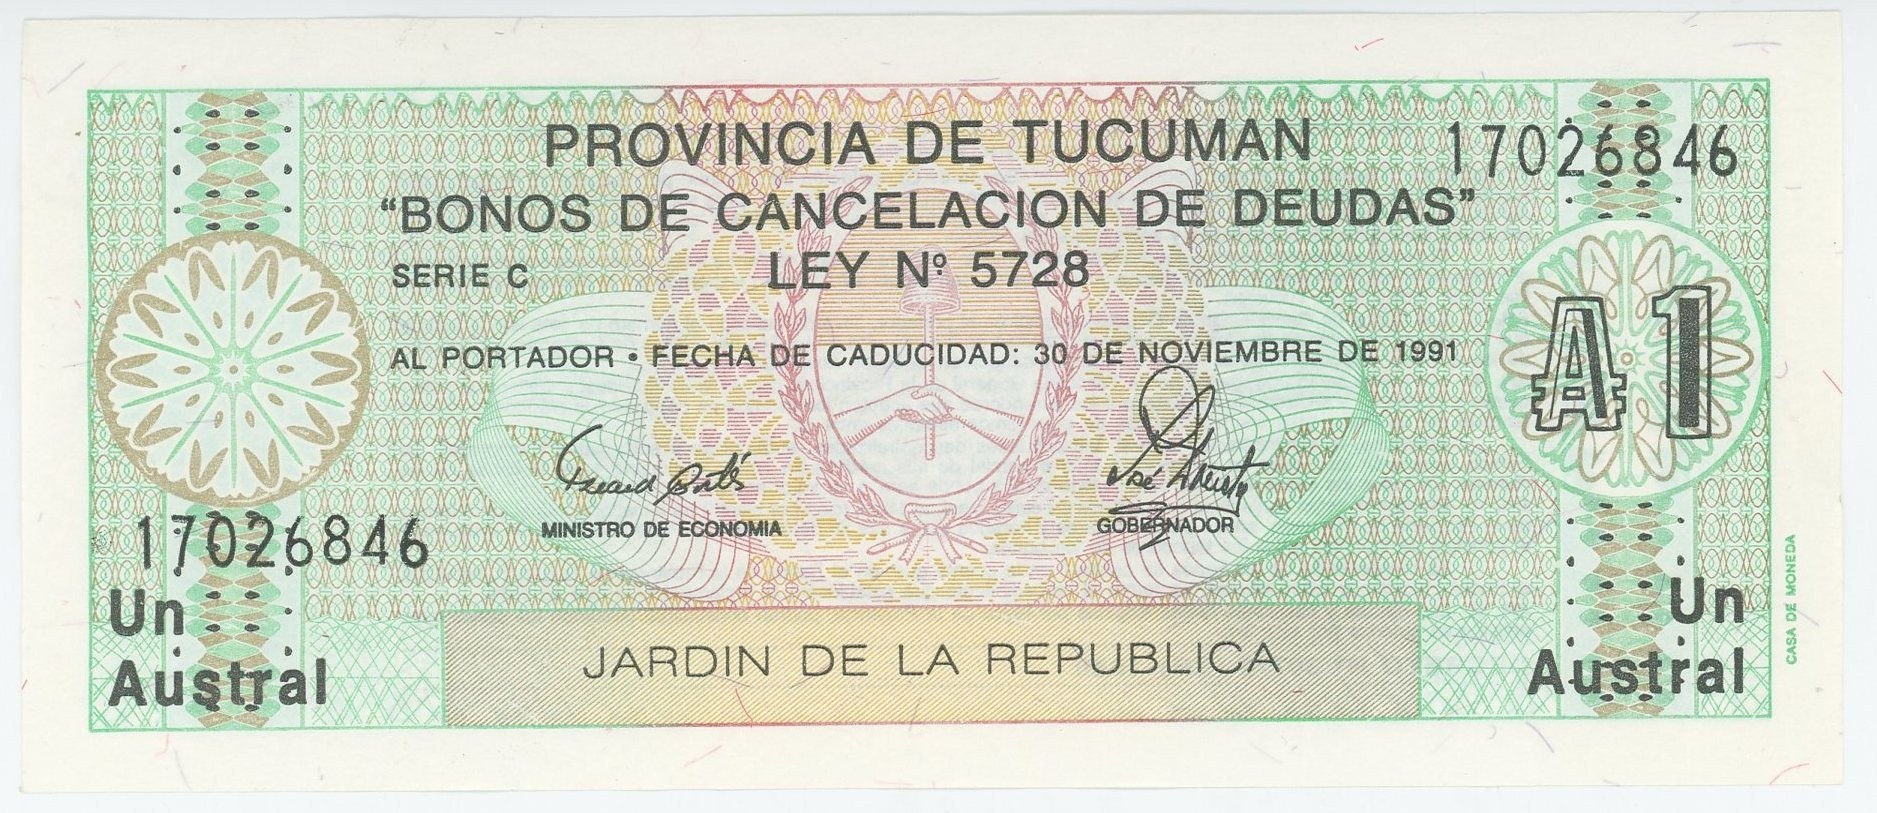 PROVINCIA DE TUCUMAN
17026846
“BONOS DE CANCELACION DE DEUDAS”
SERIE C
LEY Nº 5728
AL PORTADOR • FECHA DE CADUCIDAD: 30 DE NOVIEMBRE DE 1991
₳ 1
MINISTRO DE ECONOMIA
GOBERNADOR
17026846
Un
Austral
Un
Austral
JARDIN DE LA REPUBLICA
CASA DE MONEDA